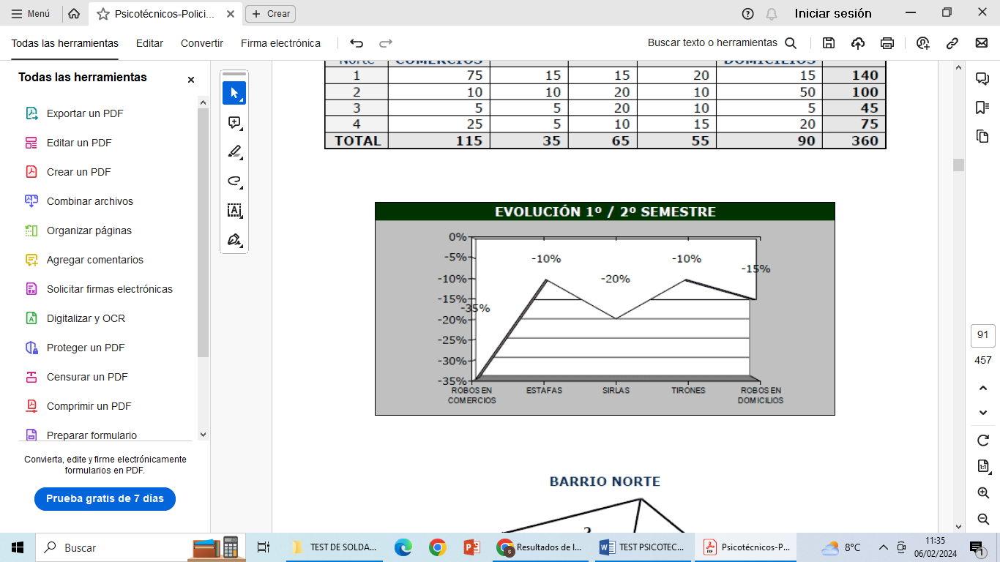 Menú
Psicotécnicos-Polici...
Crear
Iniciar sesión
Todas las herramientas
Editar
Convertir
Firma electrónica
Buscar texto o herramientas
Todas las herramientas
Exportar un PDF
Editar un PDF
Crear un PDF
Combinar archivos
Organizar páginas
Agregar comentarios
Solicitar firmas electrónicas
Digitalizar y OCR
Proteger un PDF
Censurar un PDF
Comprimir un PDF
Preparar formulario
Convierta, edite y firme electrónicamente
formularios en PDF.
Prueba gratis de 7 días
Norte COMERCIOS DOMICILIOS
1 75 15 15 20 15 140
2 10 10 20 10 50 100
3 5 5 20 10 5 45
4 25 5 10 15 20 75
TOTAL 115 35 65 55 90 360
EVOLUCIÓN 1º / 2º SEMESTRE
0%
-5%
-10%
-15%
-20%
-25%
-30%
-35%
-35%
-10%
-20%
-10%
-15%
ROBOS EN
COMERCIOS
ESTAFAS
SIRLAS
TIRONES
ROBOS EN
DOMICILIOS
BARRIO NORTE
2
91
457
1:1
Buscar
TEST DE SOLDA...
Resultados de l...
TEST PSICOTEC...
Psicotécnicos-P...
8°C
11:35
06/02/2024
1